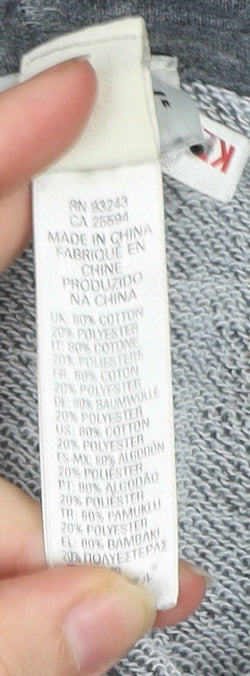 RN 93243
CA 25594
MADE IN CHINA
FABRIQUE EN
CHINE
PRODUZIDO
NA CHINA
UK: 80% COTTON
20% POLYESTER
IT: 80% COTONE
20% POLIESTERE
FR: 80% COTON
20% POLYESTER
DE: 80% BAUMWOLLE
20% POLYESTER
US: 80% COTTON
20% POLYESTER
ES-MX: 80% ALGODÓN
20% POLIÉSTER
PT: 80% ALGODÃO
20% POLIÉSTER
TR: 80% PAMUKLU
20% POLYESTER
EL: 80% ΒΑΜΒΑΚΙ
20% ΠΟΛΥΕΣΤΕΡΑΣ